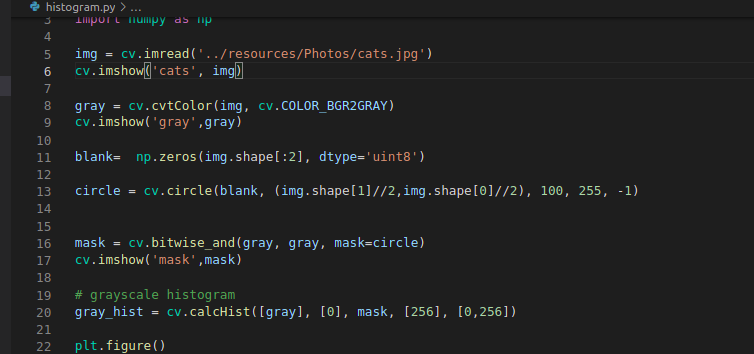 histogram.py > ...
3 import numpy as np
4
5 img = cv.imread('../resources/Photos/cats.jpg')
6 cv.imshow('cats', img)
7
8 gray = cv.cvtColor(img, cv.COLOR_BGR2GRAY)
9 cv.imshow('gray',gray)
10
11 blank=  np.zeros(img.shape[:2], dtype='uint8')
12
13 circle = cv.circle(blank, (img.shape[1]//2,img.shape[0]//2), 100, 255, -1)
14
15
16 mask = cv.bitwise_and(gray, gray, mask=circle)
17 cv.imshow('mask',mask)
18
19 # grayscale histogram
20 gray_hist = cv.calcHist([gray], [0], mask, [256], [0,256])
21
22 plt.figure()